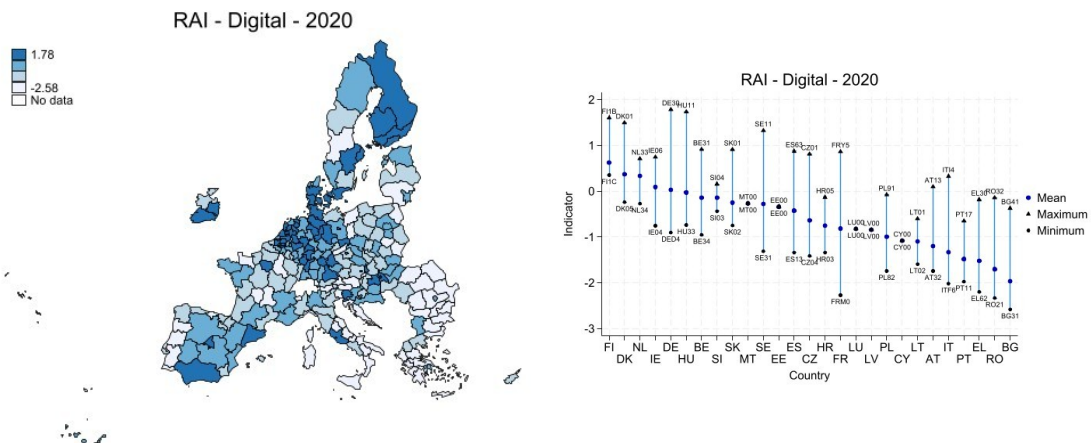 RAI - Digital - 2020
1.78
-2.58
No data
RAI - Digital - 2020
Indicator
2
1
0
-1
-2
-3
FI1B
FI1C
DK01
DK05
NL33
NL34
IE06
IE04
DE30
DED4
HU11
HU33
BE31
BE34
SI04
SI03
SK01
SK02
MT00
MT00
SE11
SE31
EE00
EE00
ES63
ES13
CZ01
CZ04
HR05
HR03
FRY5
FRM0
LU00
LU00
LV00
LV00
PL91
PL82
CY00
CY00
LT01
LT02
AT13
AT32
ITI4
ITF6
PT17
PT11
EL30
EL62
RO32
RO21
BG41
BG31
Mean
Maximum
Minimum
FI NL DE BE SK SE ES HR LU PL LT IT EL BG
DK IE HU SI MT EE CZ FR LV CY AT PT RO
Country